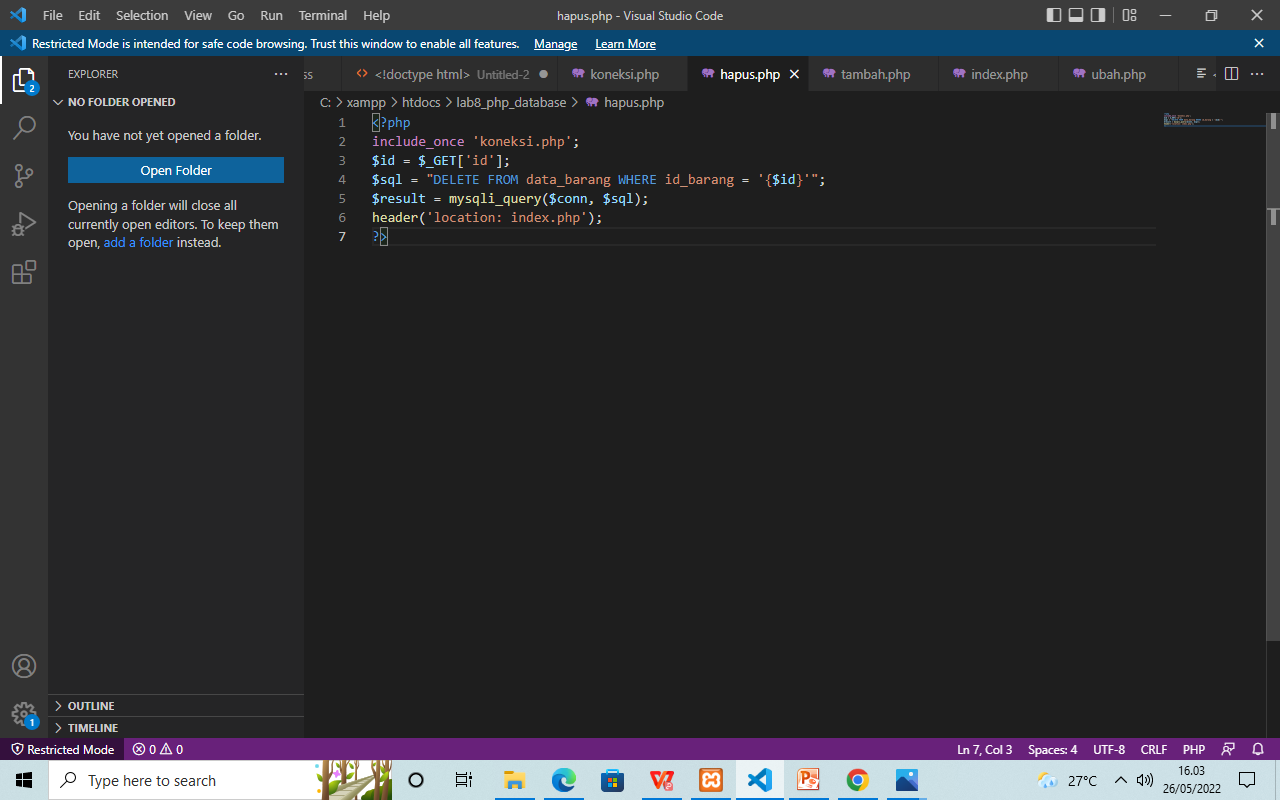 File Edit Selection View Go Run Terminal Help hapus.php - Visual Studio Code
Restricted Mode is intended for safe code browsing. Trust this window to enable all features. Manage Learn More
EXPLORER ···
ss <!doctype html> Untitled-2 ● koneksi.php hapus.php tambah.php index.php ubah.php ···
2
NO FOLDER OPENED
C: > xampp > htdocs > lab8_php_database > hapus.php
You have not yet opened a folder.
Open Folder
Opening a folder will close all
currently open editors. To keep them
open, add a folder instead.
1 <?php
2 include_once 'koneksi.php';
3 $id = $_GET['id'];
4 $sql = "DELETE FROM data_barang WHERE id_barang = '{$id}'";
5 $result = mysqli_query($conn, $sql);
6 header('location: index.php');
7 ?>
OUTLINE
1
TIMELINE
Restricted Mode 0 0 Ln 7, Col 3 Spaces: 4 UTF-8 CRLF PHP
Type here to search 27°C 16.03
26/05/2022